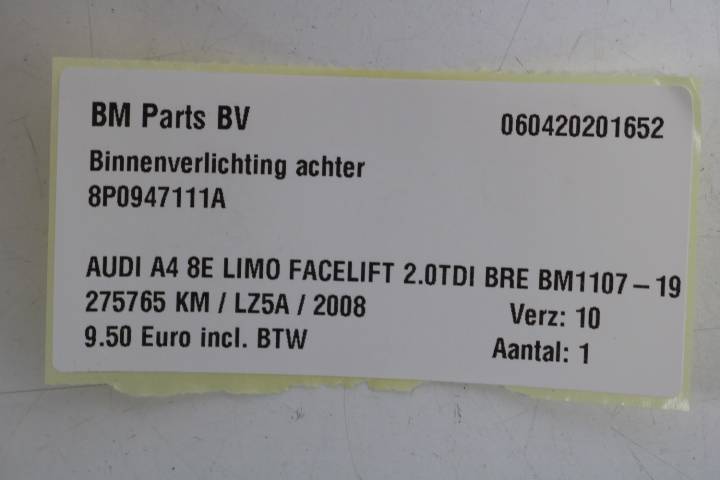 BM Parts BV
060420201652
Binnenverlichting achter
8P0947111A
AUDI A4 8E LIMO FACELIFT 2.0TDI BRE BM1107-19
275765 KM / LZ5A / 2008
Verz: 10
9.50 Euro incl. BTW
Aantal: 1